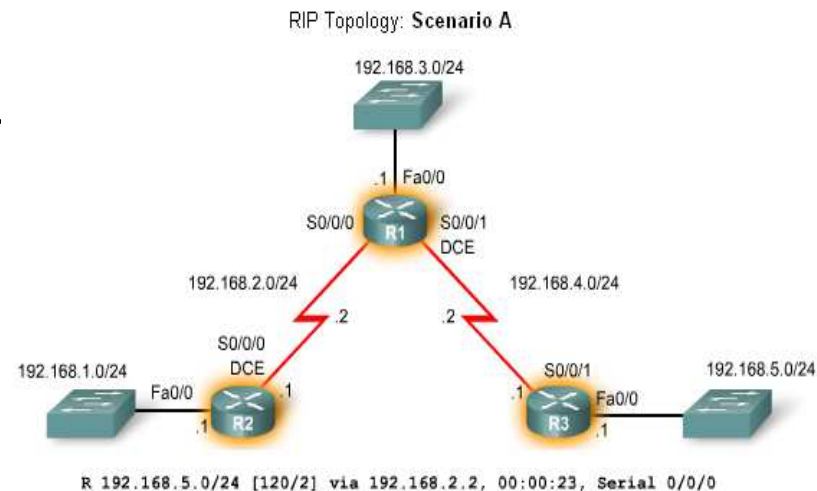 RIP Topology: Scenario A
192.168.3.0/24
.1 Fa0/0
S0/0/0
R1
S0/0/1
DCE
192.168.2.0/24
192.168.4.0/24
.2
.2
S0/0/0
DCE
S0/0/1
192.168.1.0/24
192.168.5.0/24
Fa0/0
.1
R2
.1
.1
R3
Fa0/0
.1
R 192.168.5.0/24 [120/2] via 192.168.2.2, 00:00:23, Serial 0/0/0